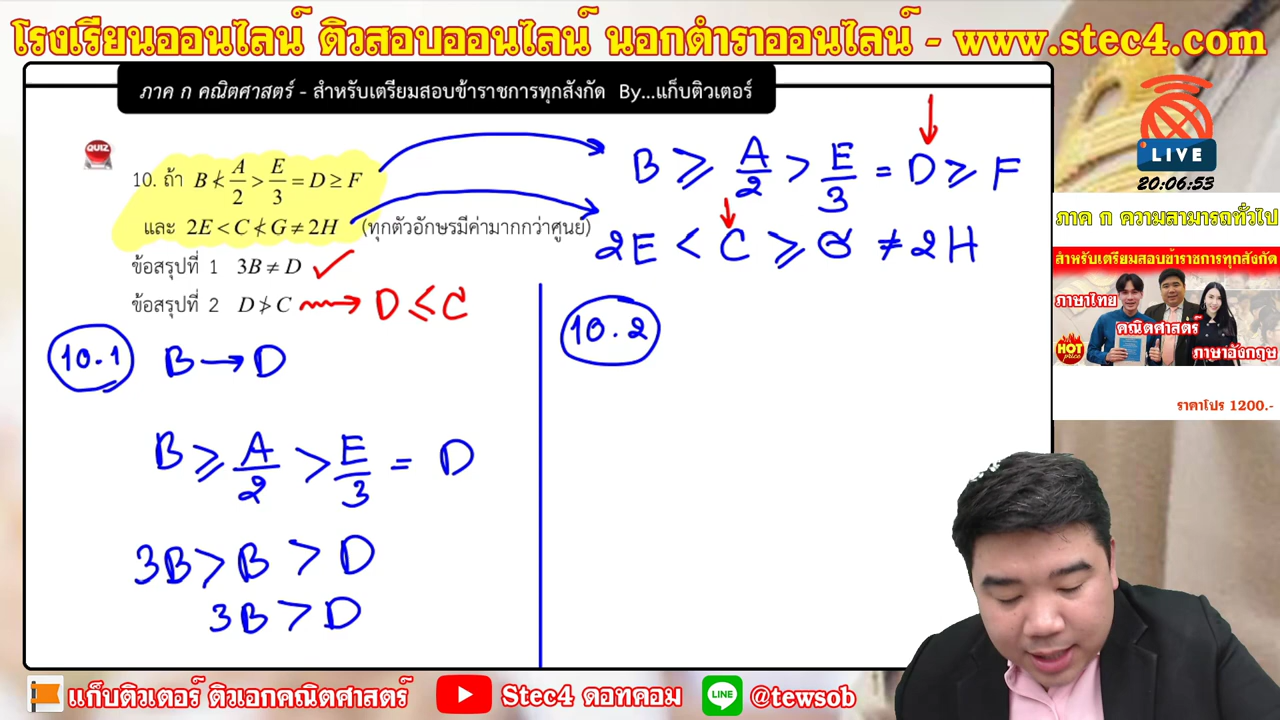 โรงเรียนออนไลน์ ติวสอบออนไลน์ นอกตำราออนไลน์ - www.stec4.com
ภาค ก คณิตศาสตร์ - สำหรับเตรียมสอบข้าราชการทุกสังกัด By...แก็บติวเตอร์
QUIZ
10. ถ้า B ≮ A/2 > E/3 = D ≥ F
และ 2E < C ≮ G ≠ 2H (ทุกตัวอักษรมีค่ามากกว่าศูนย์)
ข้อสรุปที่ 1 3B ≠ D ✓
ข้อสรุปที่ 2 D ≯ C → D ≤ C
B ≥ A/2 > E/3 = D ≥ F
2E < C ≥ G ≠ 2H
10.1 B → D
B ≥ A/2 > E/3 = D
3B > B > D
3B > D
10.2
LIVE
20:06:53
ภาค ก ความสามารถทั่วไป
สำหรับเตรียมสอบข้าราชการทุกสังกัด
ภาษาไทย
คณิตศาสตร์
ภาษาอังกฤษ
HOT
price
ราคาโปร 1200.-
แก็บติวเตอร์ ติวเอกคณิตศาสตร์
Stec4 ดอทคอม
LINE
@tewsob